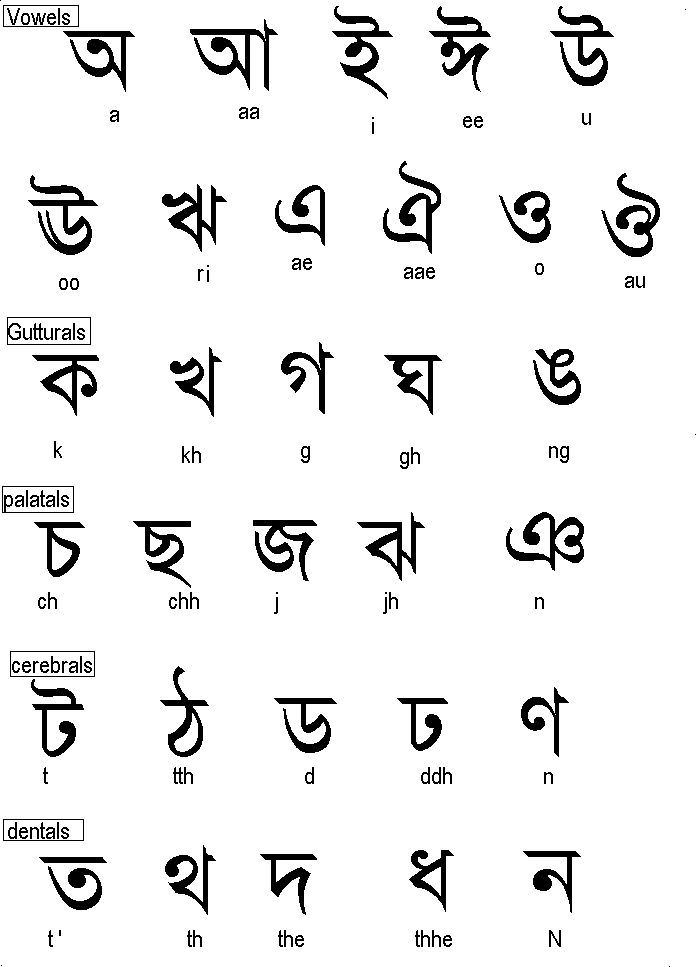 Vowels
অ আ ই ঈ উ
a aa i ee u
ঊ ঋ এ ঐ ও ঔ
oo ri ae aae o au
Gutturals
ক খ গ ঘ ঙ
k kh g gh ng
palatals
চ ছ জ ঝ ঞ
ch chh j jh n
cerebrals
ট ঠ ড ঢ ণ
t tth d ddh n
dentals
ত থ দ ধ ন
t' th the thhe N